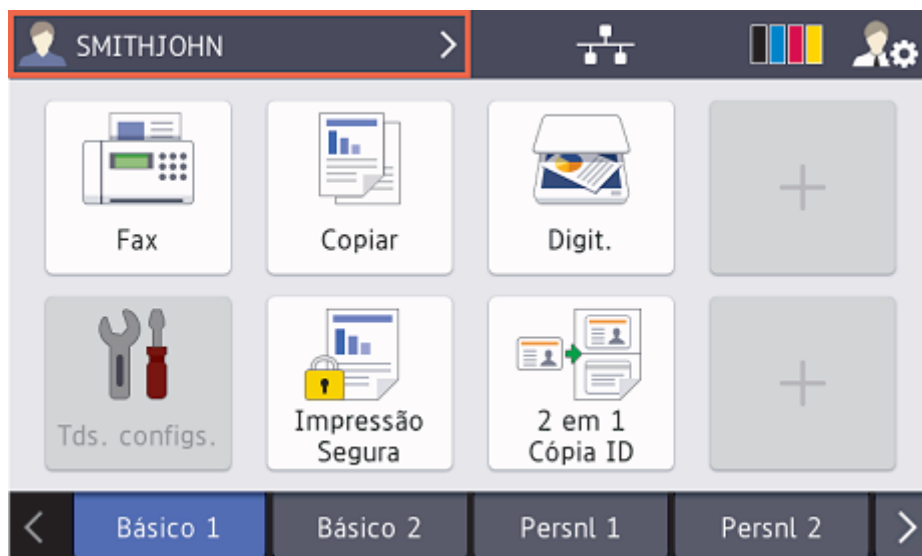 SMITHJOHN
Fax
Copiar
Digit.
Tds. configs.
Impressão
Segura
2 em 1
Cópia ID
Básico 1
Básico 2
Persnl 1
Persnl 2